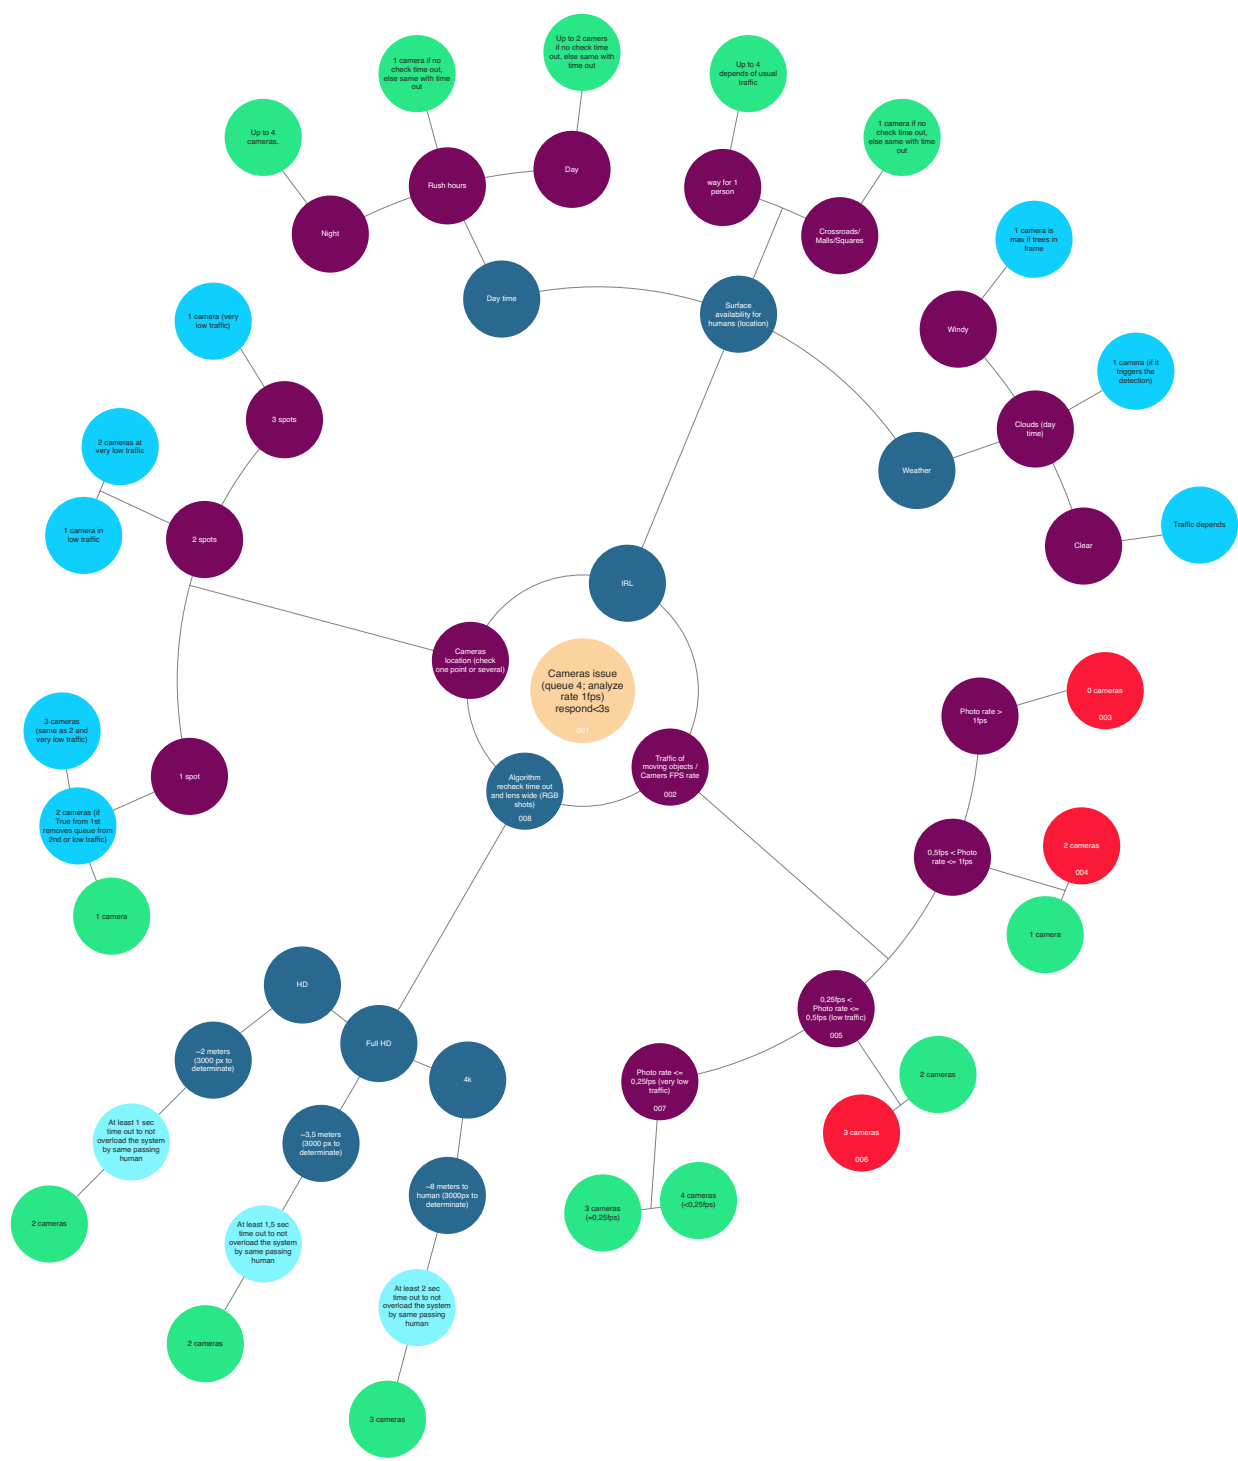 Up to 2 camers
if no check time
out, else same with
time out
1 camera if no
check time out,
else same with time
out
Up to 4
depends of usual
traffic
Up to 4
cameras.
1 camera if no
check time out,
else same with time
out
Day
Rush hours
way for 1
person
Night
Crossroads/
Malls/Squares
1 camera is
max if trees in
frame
Day time
Surface
availability for
humans (location)
1 camera (very
low traffic)
Windy
1 camera (if it
triggers the
detection)
3 spots
Clouds (day
time)
2 cameras at
very low traffic
Weather
1 camera in
low traffic
2 spots
Traffic depends
Clear
IRL
Cameras
location (check
one point or several)
Cameras issue
(queue 4; analyze
rate 1fps)
respond<3s
001
0 cameras
003
Photo rate >
1fps
3 cameras
(same as 2 and
very low traffic)
Traffic of
moving objects /
Camers FPS rate
002
1 spot
Algorithm
recheck time out
and lens wide (RGB
shots)
008
2 cameras (if
True from 1st
removes queue from
2nd or low traffic)
0,5fps < Photo
rate <= 1fps
2 cameras
004
1 camera
1 camera
HD
0,25fps <
Photo rate <=
0,5fps (low traffic)
005
Full HD
~2 meters
(3000 px to
determinate)
4k
Photo rate <=
0,25fps (very low
traffic)
007
2 cameras
At least 1 sec
time out to not
overload the system
by same passing
human
~3,5 meters
(3000 px to
determinate)
3 cameras
006
~8 meters to
human (3000px to
determinate)
4 cameras
(<0,25fps)
3 cameras
(=0,25fps)
2 cameras
At least 1,5 sec
time out to not
overload the system
by same passing
human
At least 2 sec
time out to not
overload the system
by same passing
human
2 cameras
3 cameras